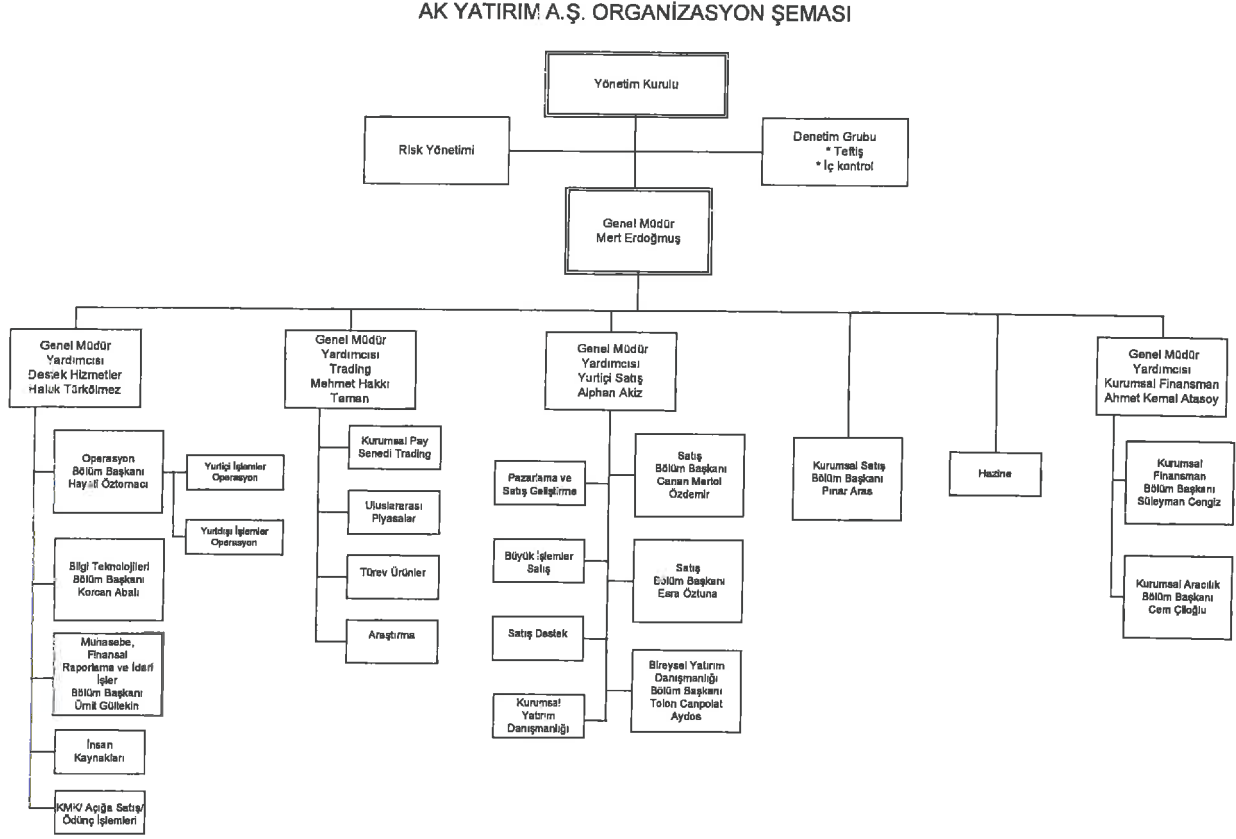 AK YATIRIM A.Ş. ORGANİZASYON ŞEMASI
Yönetim Kurulu
Risk Yönetimi
Denetim Grubu
* Teftiş
* İç kontrol
Genel Müdür
Mert Erdoğmuş
Genel Müdür
Yardımcısı
Destek Hizmetler
Haluk Türkölmez
Genel Müdür
Yardımcısı
Trading
Mehmet Hakkı
Taman
Genel Müdür
Yardımcısı
Yurtiçi Satış
Alphan Akiz
Genel Müdür
Yardımcısı
Kurumsal Finansman
Ahmet Kemal Atasoy
Operasyon
Bölüm Başkanı
Hayati Öztornacı
Yurtiçi İşlemler
Operasyon
Yurtdışı İşlemler
Operasyon
Bilgi Teknolojileri
Bölüm Başkanı
Korcan Abalı
Muhasebe,
Finansal
Raporlama ve İdari
İşler
Bölüm Başkanı
Ümit Gültekin
İnsan
Kaynakları
KMK/ Açığa Satış/
Ödünç İşlemleri
Kurumsal Pay
Senedi Trading
Uluslararası
Piyasalar
Türev Ürünler
Araştırma
Pazarlama ve
Satış Geliştirme
Büyük İşlemler
Satış
Satış Destek
Kurumsal
Yatırım
Danışmanlığı
Satış
Bölüm Başkanı
Canan Mertol
Özdemir
Satış
Bölüm Başkanı
Esra Öztuna
Bireysel Yatırım
Danışmanlığı
Bölüm Başkanı
Tolon Canpolat
Aydos
Kurumsal Satış
Bölüm Başkanı
Pınar Aras
Hazine
Kurumsal
Finansman
Bölüm Başkanı
Süleyman Cengiz
Kurumsal Aracılık
Bölüm Başkanı
Cem Çiloğlu